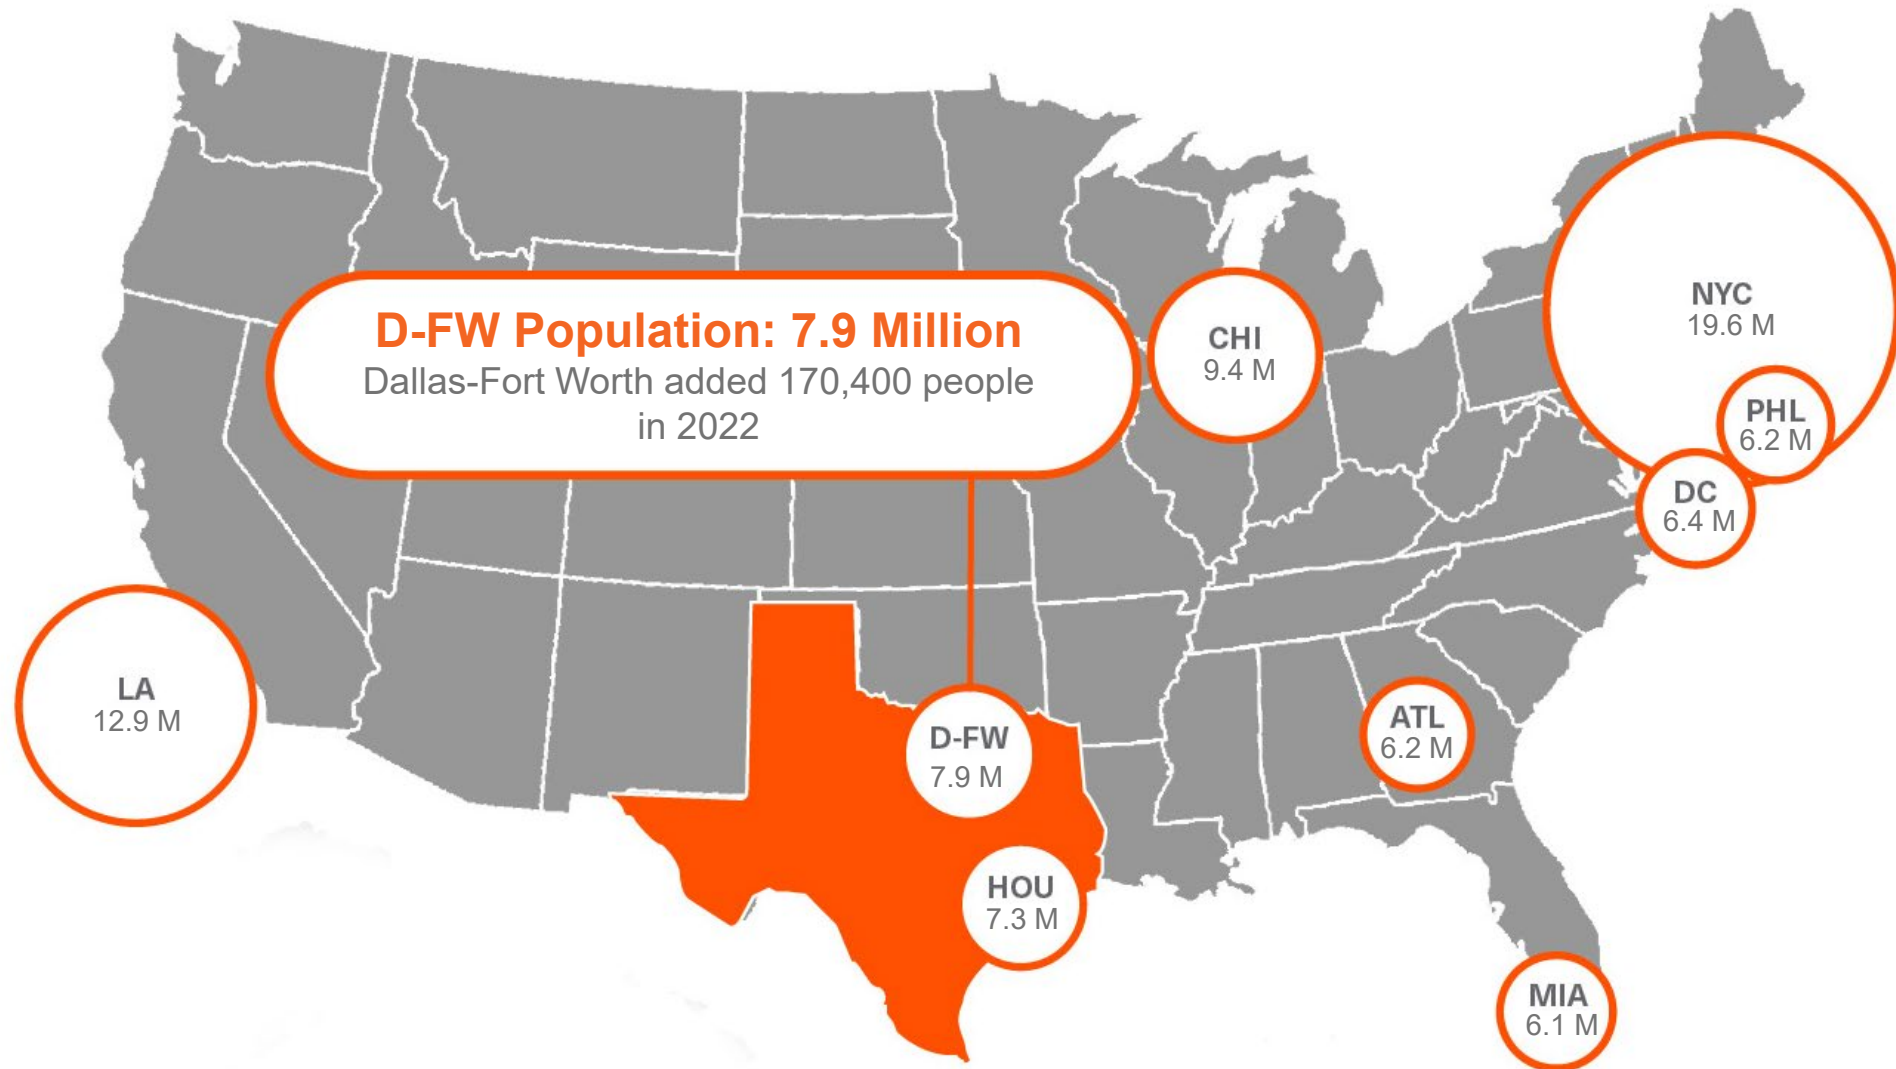 D-FW Population: 7.9 Million
Dallas-Fort Worth added 170,400 people
in 2022
CHI
9.4 M
NYC
19.6 M
PHL
6.2 M
DC
6.4 M
LA
12.9 M
D-FW
7.9 M
ATL
6.2 M
HOU
7.3 M
MIA
6.1 M